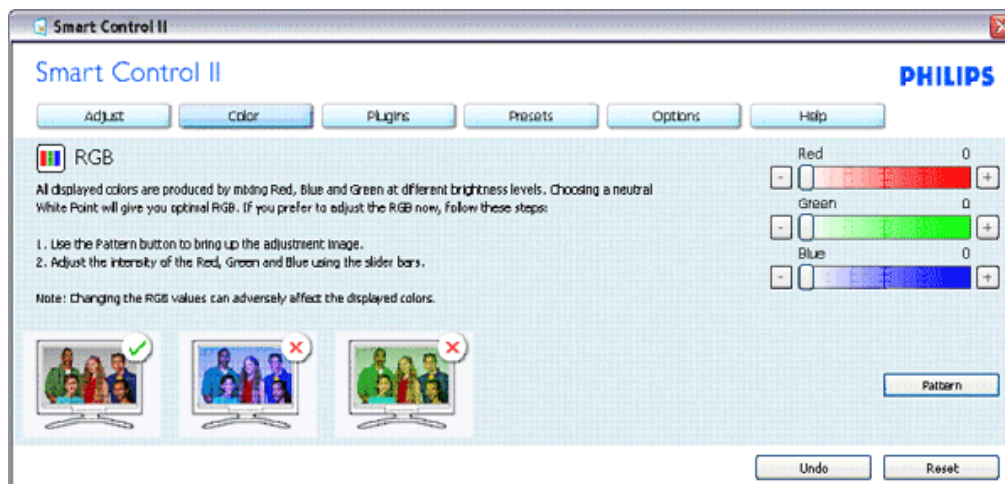 Smart Control II
Smart Control II
PHILIPS
Adjust Color Plugins Presets Options Help
RGB
All displayed colors are produced by mixing Red, Blue and Green at different brightness levels. Choosing a neutral
White Point will give you optimal RGB. If you prefer to adjust the RGB now, follow these steps:
1. Use the Pattern button to bring up the adjustment image.
2. Adjust the intensity of the Red, Green and Blue using the slider bars.
Note: Changing the RGB values can adversely affect the displayed colors.
Red 0
- +
Green 0
- +
Blue 0
- +
Pattern
Undo Reset